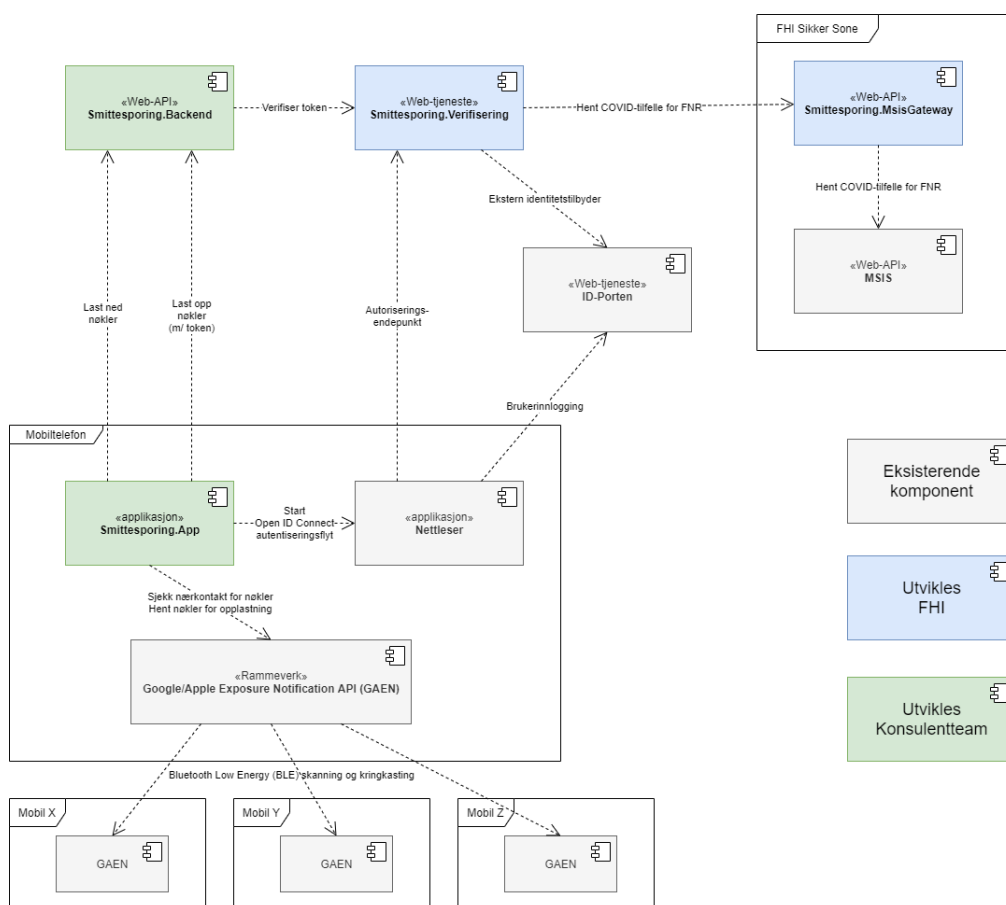 FHI Sikker Sone
«Web-API»
Smittesporing.Backend
Verifiser token
«Web-tjeneste»
Smittesporing.Verifisering
Hent COVID-tilfelle for FNR
«Web-API»
Smittesporing.MsisGateway
Hent COVID-tilfelle for FNR
Ekstern identitetstilbyder
«Web-API»
MSIS
«Web-tjeneste»
ID-Porten
Last ned
nøkler
Last opp
nøkler
(m/ token)
Autoriserings-
endepunkt
Brukerinnlogging
Mobiltelefon
«applikasjon»
Smittesporing.App
Start
Open ID Connect
autentiseringsflyt
«applikasjon»
Nettleser
Sjekk nærkontakt for nøkler
Hent nøkler for opplastning
«Rammeverk»
Google/Apple Exposure Notification API (GAEN)
Bluetooth Low Energy (BLE) skanning og kringkasting
Mobil X
GAEN
Mobil Y
GAEN
Mobil Z
GAEN
Eksisterende
komponent
Utvikles
FHI
Utvikles
Konsulentteam